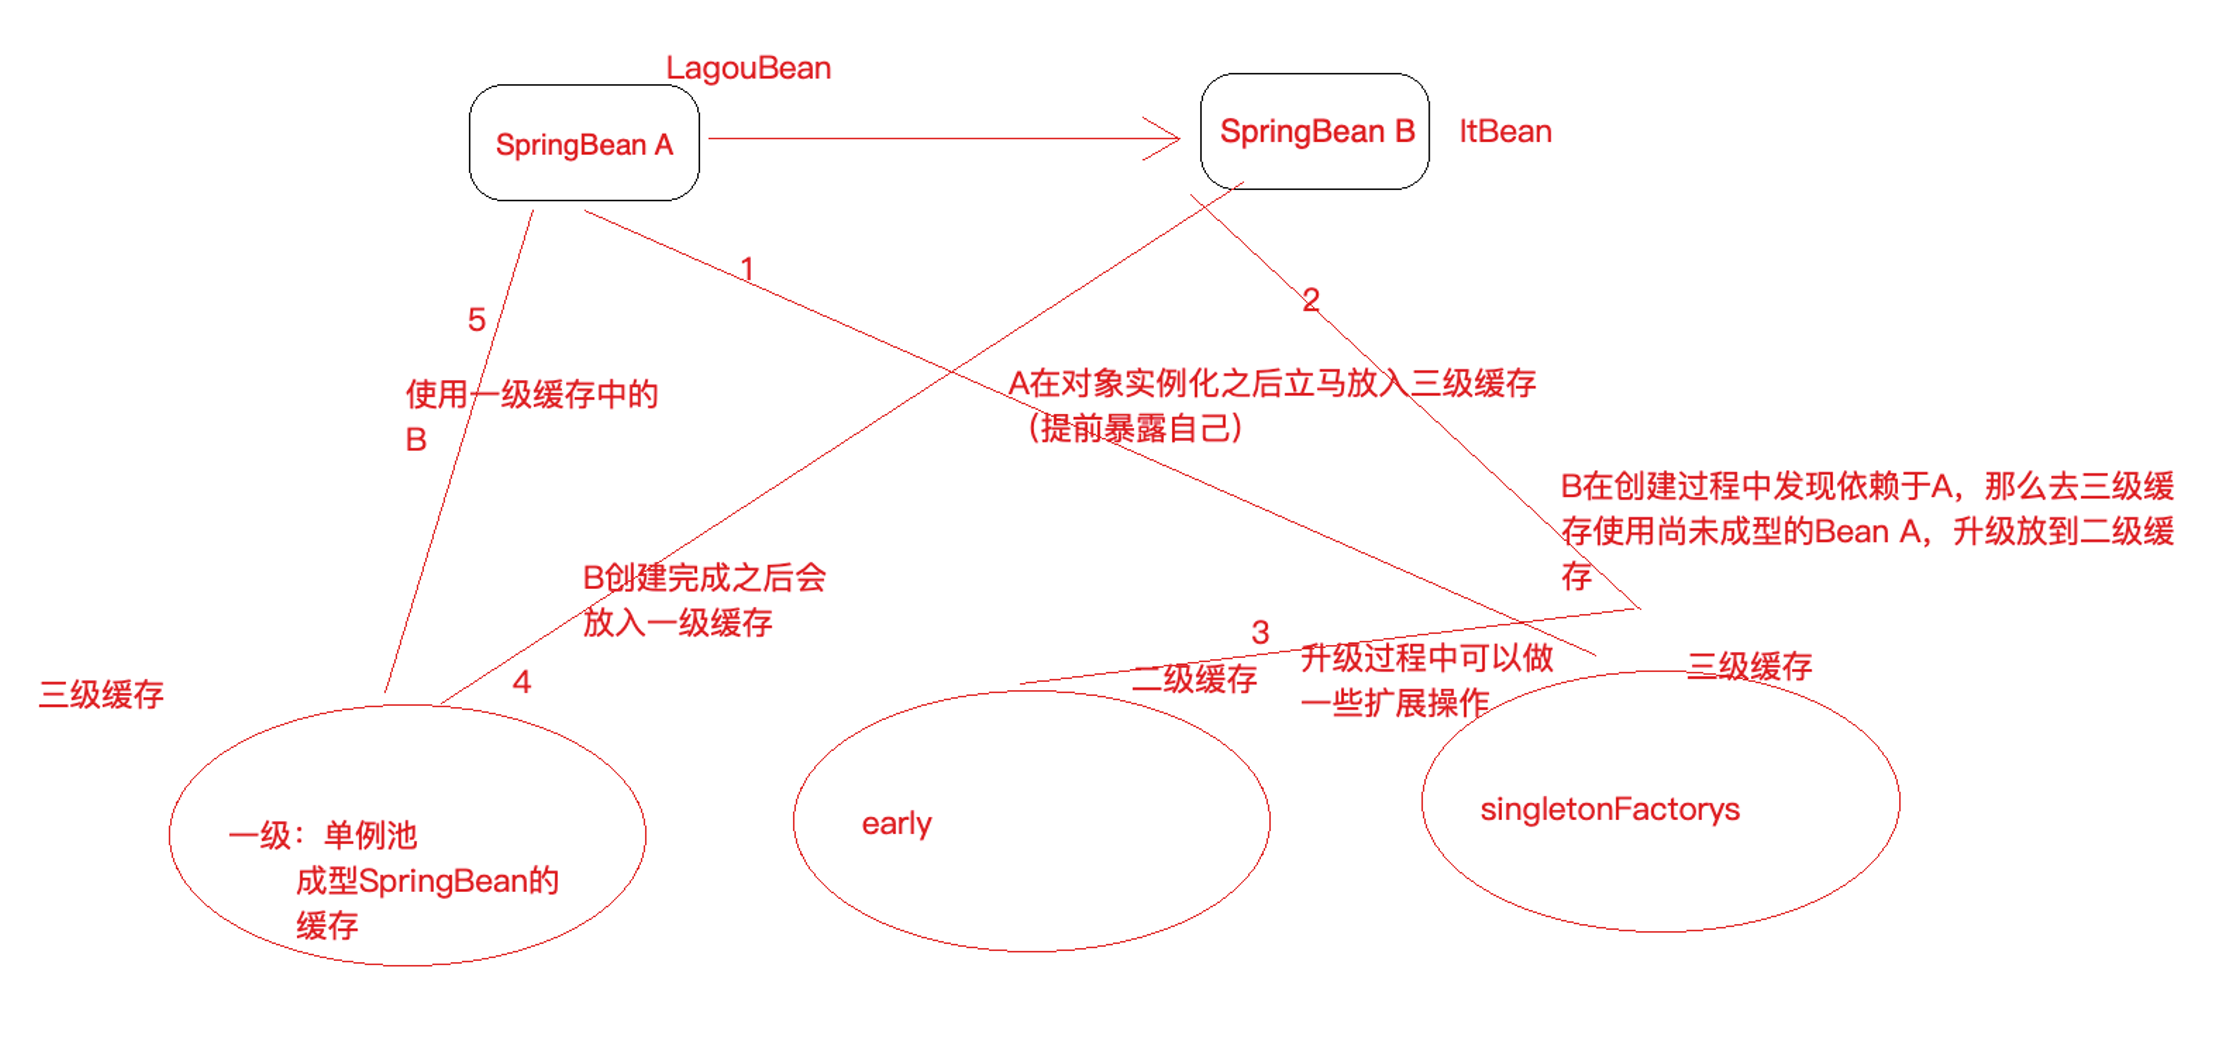 LagouBean
SpringBean A
SpringBean B
ItBean
1
2
5
使用一级缓存中的
B
A在对象实例化之后立马放入三级缓存
（提前暴露自己）
B在创建过程中发现依赖于A，那么去三级缓
存使用尚未成型的Bean A，升级放到二级缓
存
B创建完成之后会
放入一级缓存
3
升级过程中可以做
一些扩展操作
4
三级缓存
二级缓存
三级缓存
一级：单例池
成型SpringBean的
缓存
early
singletonFactorys